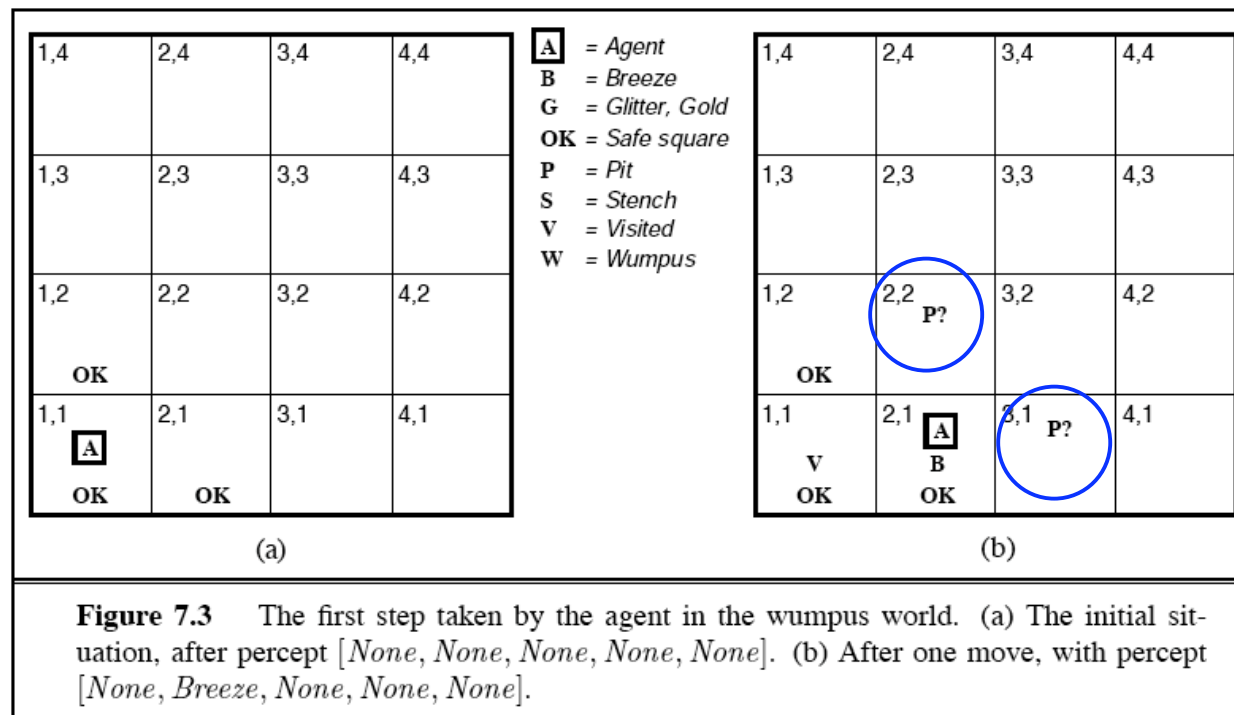 1,4 2,4 3,4 4,4
1,3 2,3 3,3 4,3
1,2 2,2 3,2 4,2
OK
1,1 2,1 3,1 4,1
A
OK OK
(a)
A = Agent
B = Breeze
G = Glitter, Gold
OK = Safe square
P = Pit
S = Stench
V = Visited
W = Wumpus
1,4 2,4 3,4 4,4
1,3 2,3 3,3 4,3
1,2 2,2 3,2 4,2
P?
OK
1,1 2,1 3,1 4,1
A P?
V B
OK OK
(b)
Figure 7.3 The first step taken by the agent in the wumpus world. (a) The initial sit-
uation, after percept [None, None, None, None, None]. (b) After one move, with percept
[None, Breeze, None, None, None].